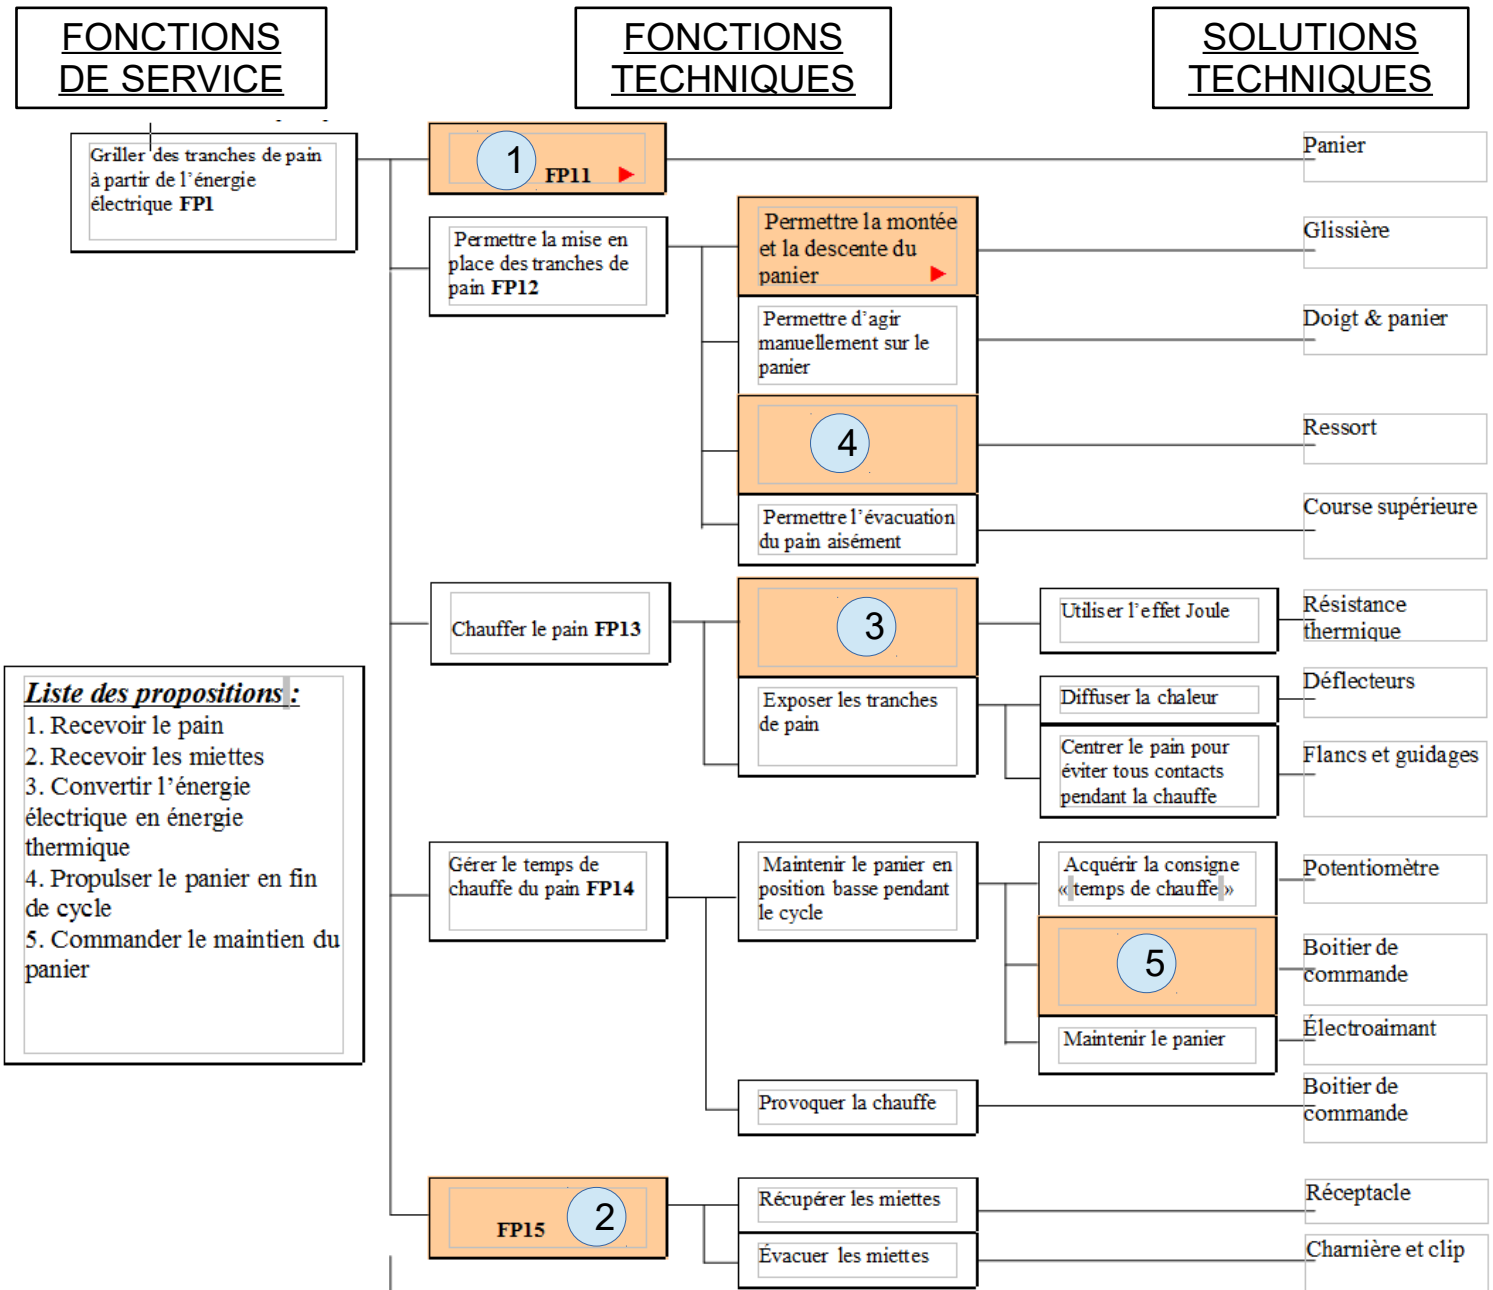 FONCTIONS
DE SERVICE
FONCTIONS
TECHNIQUES
SOLUTIONS
TECHNIQUES
Griller des tranches de pain
à partir de l’énergie
électrique FP1
1
FP11
Panier
Permettre la mise en
place des tranches de
pain FP12
Permettre la montée
et la descente du
panier
Glissière
Permettre d’agir
manuellement sur le
panier
Doigt & panier
4
Ressort
Permettre l’évacuation
du pain aisément
Course supérieure
Chauffer le pain FP13
3
Utiliser l’effet Joule
Résistance
thermique
Exposer les tranches
de pain
Diffuser la chaleur
Déflecteurs
Centrer le pain pour
éviter tous contacts
pendant la chauffe
Flancs et guidages
Liste des propositions :
1. Recevoir le pain
2. Recevoir les miettes
3. Convertir l’énergie
électrique en énergie
thermique
4. Propulser le panier en fin
de cycle
5. Commander le maintien du
panier
Gérer le temps de
chauffe du pain FP14
Maintenir le panier en
position basse pendant
le cycle
Acquérir la consigne
« temps de chauffe »
Potentiomètre
5
Boitier de
commande
Maintenir le panier
Électroaimant
Provoquer la chauffe
Boitier de
commande
FP15
2
Récupérer les miettes
Réceptacle
Évacuer les miettes
Charnière et clip